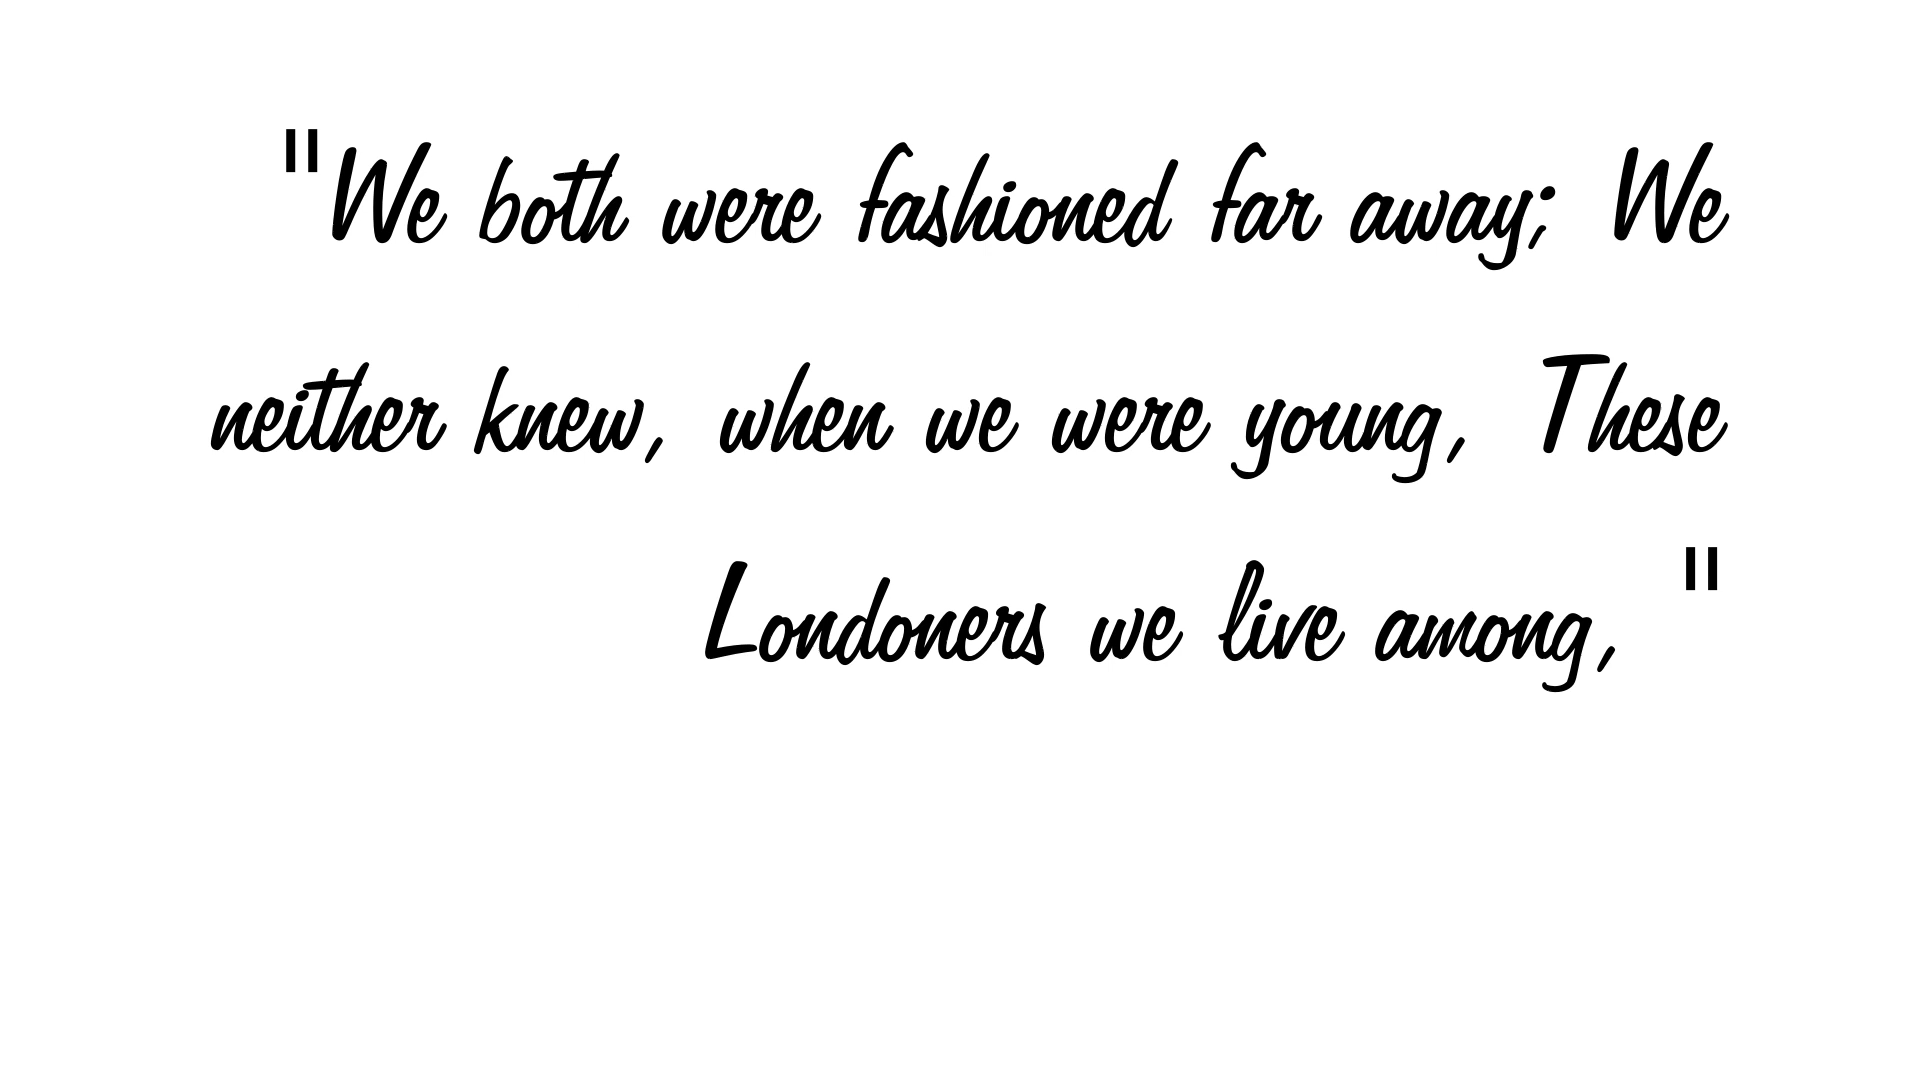 "We both were fashioned far away; We
neither knew, when we were young, These
Londoners we live among, "